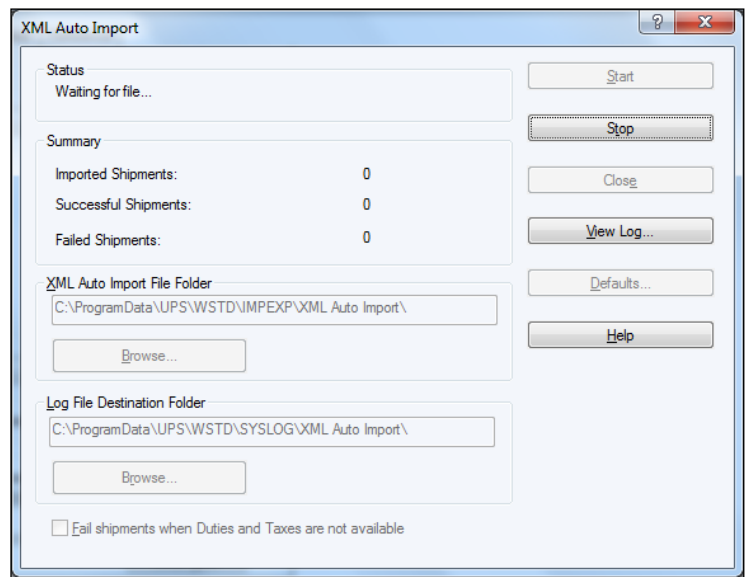 XML Auto Import
?
X
Status
Waiting for file...
Start
Stop
Summary
Imported Shipments: 0
Close
Successful Shipments: 0
View Log...
Failed Shipments: 0
XML Auto Import File Folder
Defaults...
C:\ProgramData\UPS\WSTD\IMPEXP\XML Auto Import\
Help
Browse...
Log File Destination Folder
C:\ProgramData\UPS\WSTD\SYSLOG\XML Auto Import\
Browse...
Fail shipments when Duties and Taxes are not available